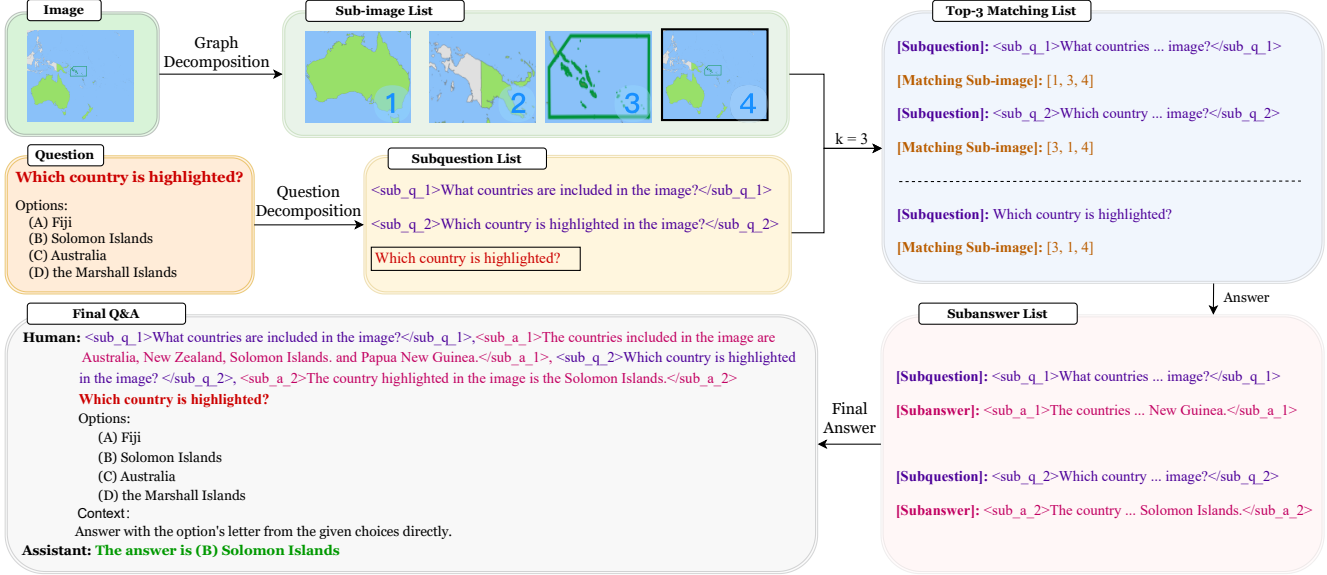 Image
Graph
Decomposition
Sub-image List
1
2
3
4
Question
Which country is highlighted?
Options:
(A) Fiji
(B) Solomon Islands
(C) Australia
(D) the Marshall Islands
Question
Decomposition
Subquestion List
<sub_q_1>What countries are included in the image?</sub_q_1>
<sub_q_2>Which country is highlighted in the image?</sub_q_2>
Which country is highlighted?
k = 3
Top-3 Matching List
[Subquestion]: <sub_q_1>What countries ... image?</sub_q_1>
[Matching Sub-image]: [1, 3, 4]
[Subquestion]: <sub_q_2>Which country ... image?</sub_q_2>
[Matching Sub-image]: [3, 1, 4]
[Subquestion]: Which country is highlighted?
[Matching Sub-image]: [3, 1, 4]
Answer
Subanswer List
[Subquestion]: <sub_q_1>What countries ... image?</sub_q_1>
[Subanswer]: <sub_a_1>The countries ... New Guinea.</sub_a_1>
[Subquestion]: <sub_q_2>Which country ... image?</sub_q_2>
[Subanswer]: <sub_a_2>The country ... Solomon Islands.</sub_a_2>
Final
Answer
Final Q&A
Human: <sub_q_1>What countries are included in the image?</sub_q_1>,<sub_a_1>The countries included in the image are
Australia, New Zealand, Solomon Islands. and Papua New Guinea.</sub_a_1>, <sub_q_2>Which country is highlighted
in the image? </sub_q_2>, <sub_a_2>The country highlighted in the image is the Solomon Islands.</sub_a_2>
Which country is highlighted?
Options:
(A) Fiji
(B) Solomon Islands
(C) Australia
(D) the Marshall Islands
Context:
Answer with the option's letter from the given choices directly.
Assistant: The answer is (B) Solomon Islands